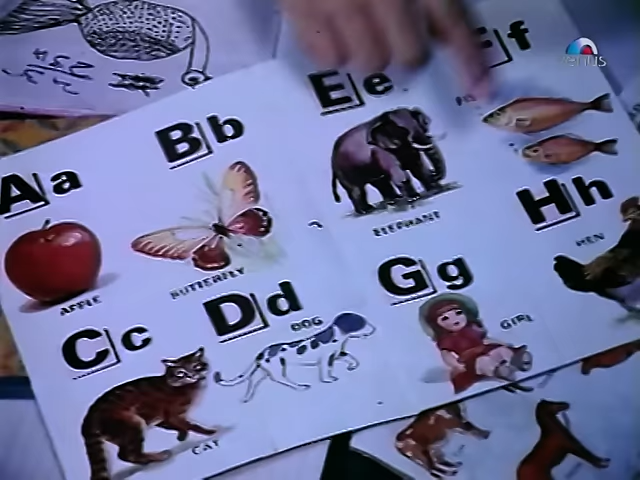 Aa
APPLE
Bb
BUTTERFLY
Cc
CAT
Dd
DOG
Ee
ELEPHANT
Ff
Gg
GIRL
Hh
HEN
venus